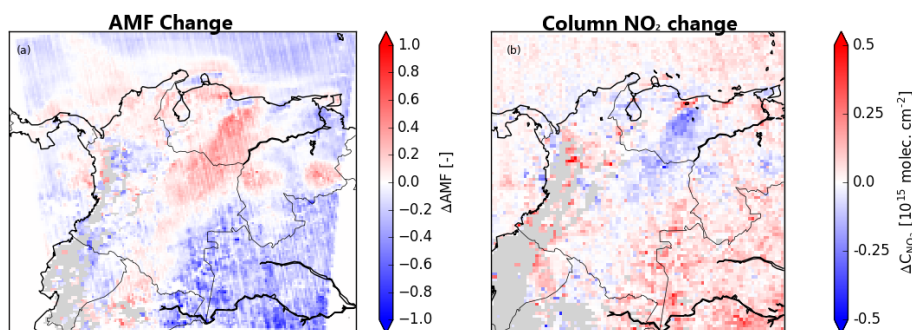 AMF Change
Column NO₂ change
(a)
1.0
0.8
0.6
0.4
0.2
0.0
−0.2
−0.4
−0.6
−0.8
−1.0
ΔAMF [-]
(b)
0.5
0.25
0.0
-0.25
-0.5
ΔC_NO₂ [10¹⁵ molec. cm⁻²]